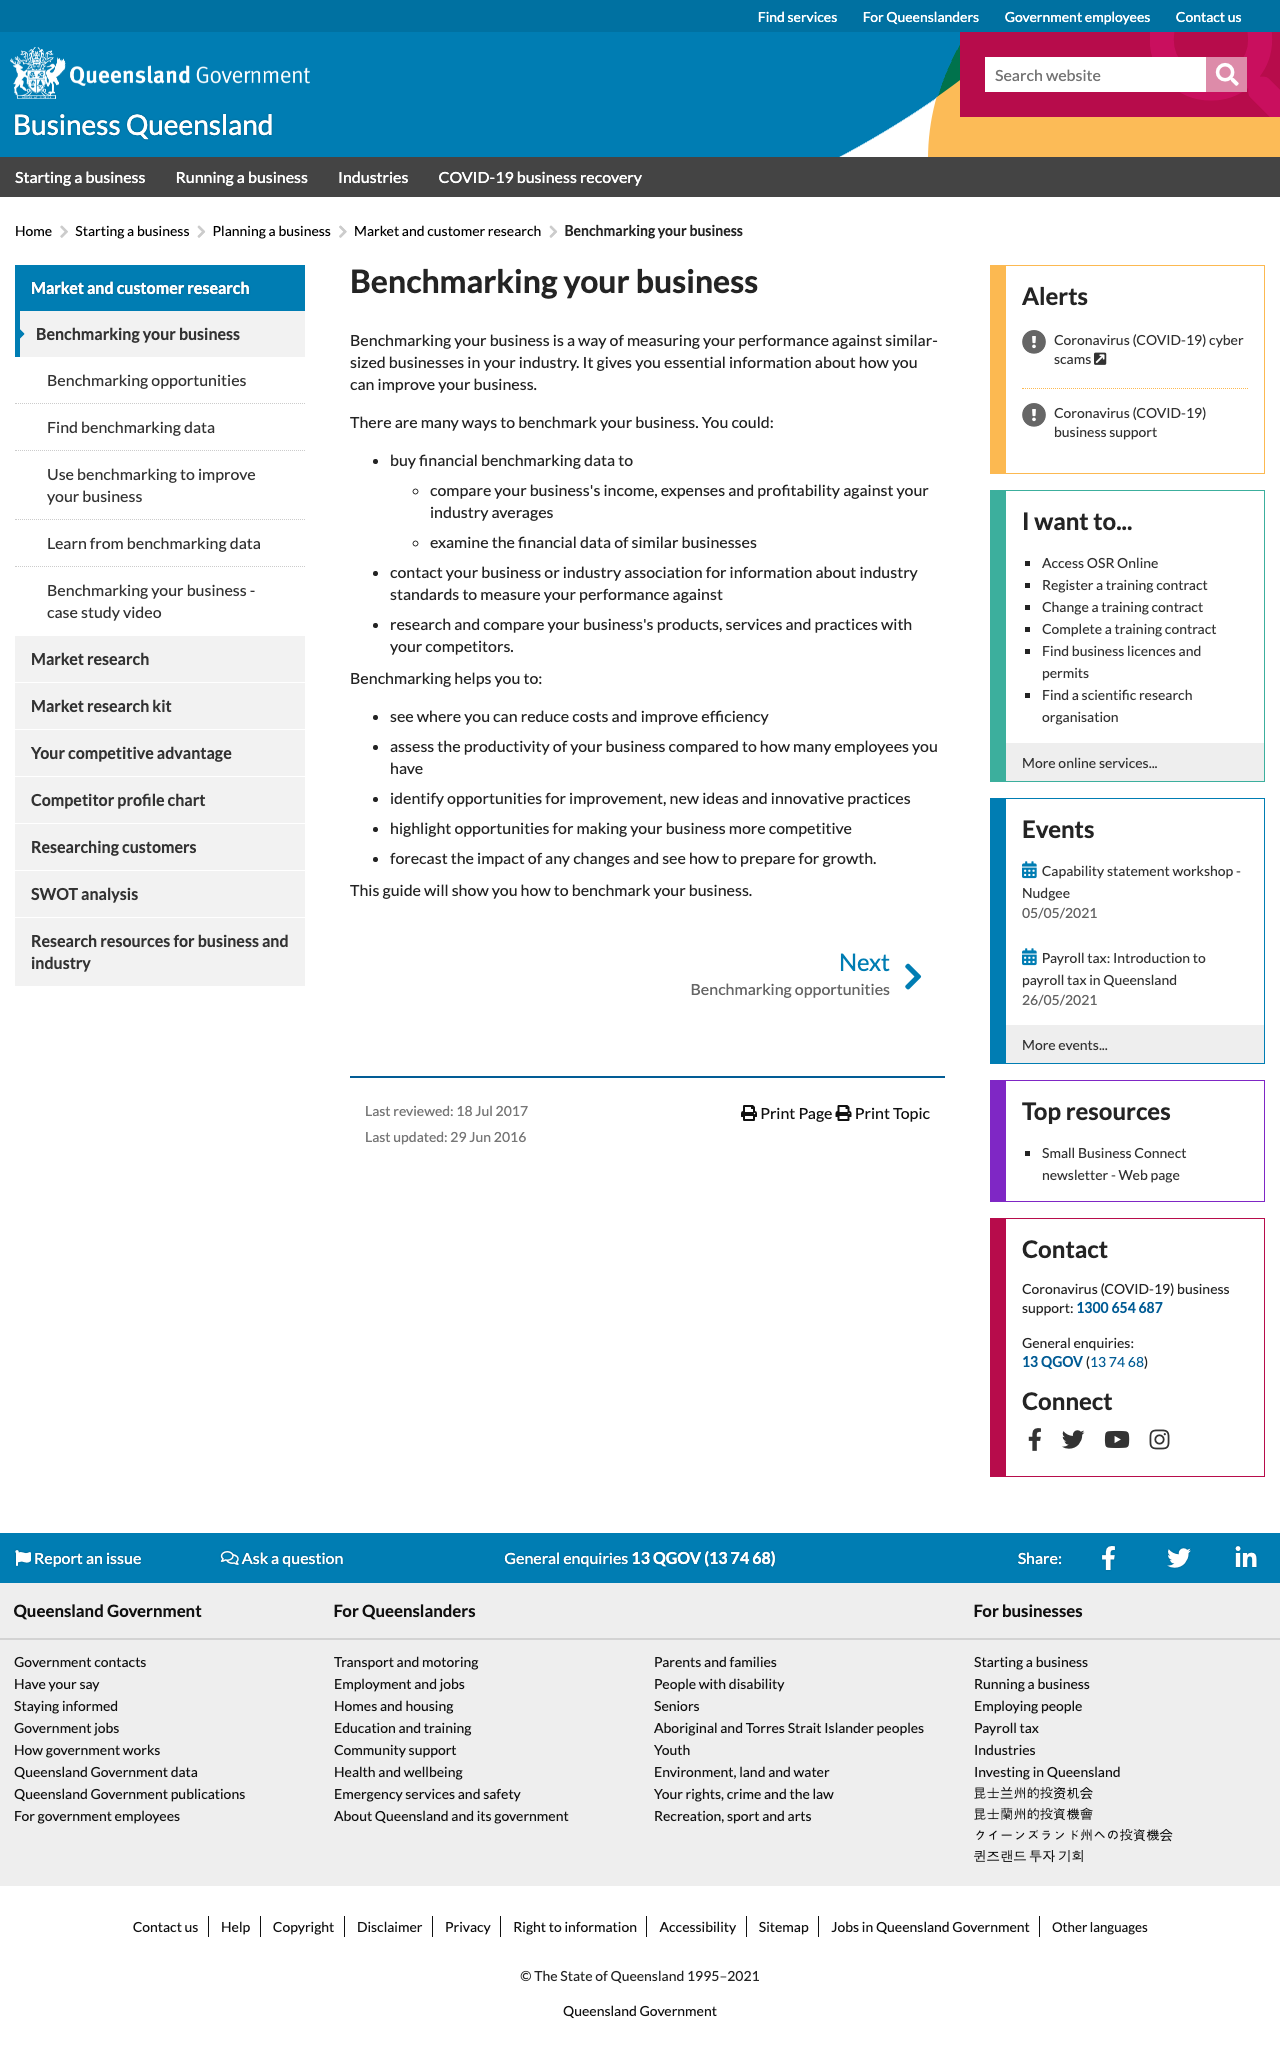 Find services
For Queenslanders
Government employees
Contact us
Queensland Government
Search website
Business Queensland
Starting a business
Running a business
Industries
COVID-19 business recovery
Home
Starting a business
Planning a business
Market and customer research
Benchmarking your business
Market and customer research
Benchmarking your business
Benchmarking opportunities
Find benchmarking data
Use benchmarking to improve
your business
Learn from benchmarking data
Benchmarking your business -
case study video
Market research
Market research kit
Your competitive advantage
Competitor profile chart
Researching customers
SWOT analysis
Research resources for business and
industry
Benchmarking your business
Benchmarking your business is a way of measuring your performance against similar-
sized businesses in your industry. It gives you essential information about how you
can improve your business.
There are many ways to benchmark your business. You could:
buy financial benchmarking data to
compare your business's income, expenses and profitability against your
industry averages
examine the financial data of similar businesses
contact your business or industry association for information about industry
standards to measure your performance against
research and compare your business's products, services and practices with
your competitors.
Benchmarking helps you to:
see where you can reduce costs and improve efficiency
assess the productivity of your business compared to how many employees you
have
identify opportunities for improvement, new ideas and innovative practices
highlight opportunities for making your business more competitive
forecast the impact of any changes and see how to prepare for growth.
This guide will show you how to benchmark your business.
Next
Benchmarking opportunities
Last reviewed: 18 Jul 2017
Last updated: 29 Jun 2016
Print Page
Print Topic
Alerts
Coronavirus (COVID-19) cyber
scams
Coronavirus (COVID-19)
business support
I want to...
Access OSR Online
Register a training contract
Change a training contract
Complete a training contract
Find business licences and
permits
Find a scientific research
organisation
More online services...
Events
Capability statement workshop -
Nudgee
05/05/2021
Payroll tax: Introduction to
payroll tax in Queensland
26/05/2021
More events...
Top resources
Small Business Connect
newsletter - Web page
Contact
Coronavirus (COVID-19) business
support: 1300 654 687
General enquiries:
13 QGOV (13 74 68)
Connect
Report an issue
Ask a question
General enquiries 13 QGOV (13 74 68)
Share:
Queensland Government
Government contacts
Have your say
Staying informed
Government jobs
How government works
Queensland Government data
Queensland Government publications
For government employees
For Queenslanders
Transport and motoring
Employment and jobs
Homes and housing
Education and training
Community support
Health and wellbeing
Emergency services and safety
About Queensland and its government
Parents and families
People with disability
Seniors
Aboriginal and Torres Strait Islander peoples
Youth
Environment, land and water
Your rights, crime and the law
Recreation, sport and arts
For businesses
Starting a business
Running a business
Employing people
Payroll tax
Industries
Investing in Queensland
昆士兰州的投资机会
昆士蘭州的投資機會
クイーンズランド州への投資機会
퀸즈랜드 투자 기회
Contact us
Help
Copyright
Disclaimer
Privacy
Right to information
Accessibility
Sitemap
Jobs in Queensland Government
Other languages
© The State of Queensland 1995–2021
Queensland Government